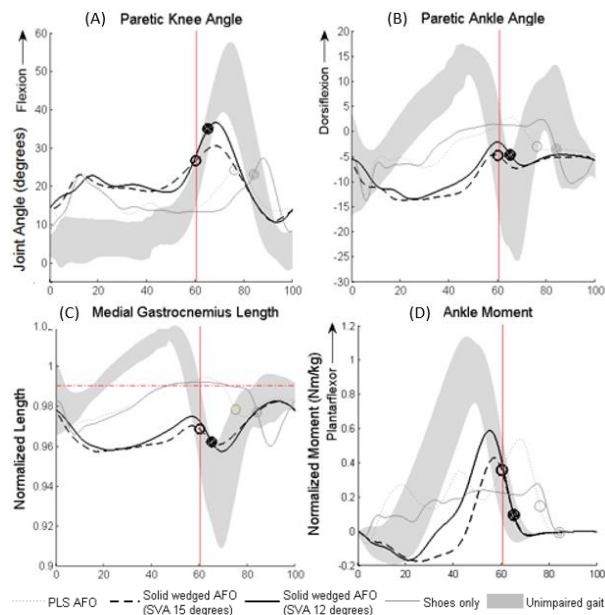 (A) Paretic Knee Angle
Joint Angle (degrees)
Flexion
60
50
40
30
20
10
0
0 20 40 60 80 100
(B) Paretic Ankle Angle
Dorsiflexion
20
15
10
5
0
-5
-10
-15
-20
-25
-30
0 20 40 60 80 100
(C) Medial Gastrocnemius Length
Normalized Length
1.0
1
0.98
0.96
0.94
0.92
0.9
0 20 40 60 80 100
(D) Ankle Moment
Normalized Moment (Nm/kg)
Plantarflexor
1.2
1
0.8
0.6
0.4
0.2
0
-0.2
0 20 40 60 80 100
PLS AFO
Solid wedged AFO
(SVA 15 degrees)
Solid wedged AFO
(SVA 12 degrees)
Shoes only
Unimpaired gait